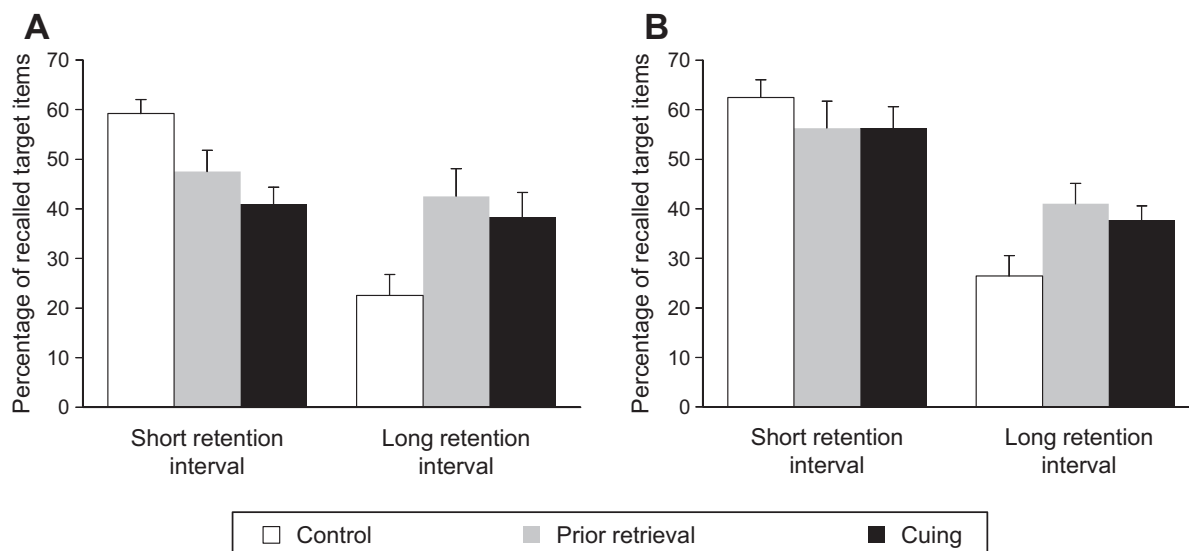 A
Percentage of recalled target items
70
60
50
40
30
20
10
0
Short retention
interval
Long retention
interval
B
Percentage of recalled target items
70
60
50
40
30
20
10
0
Short retention
interval
Long retention
interval
Control
Prior retrieval
Cuing